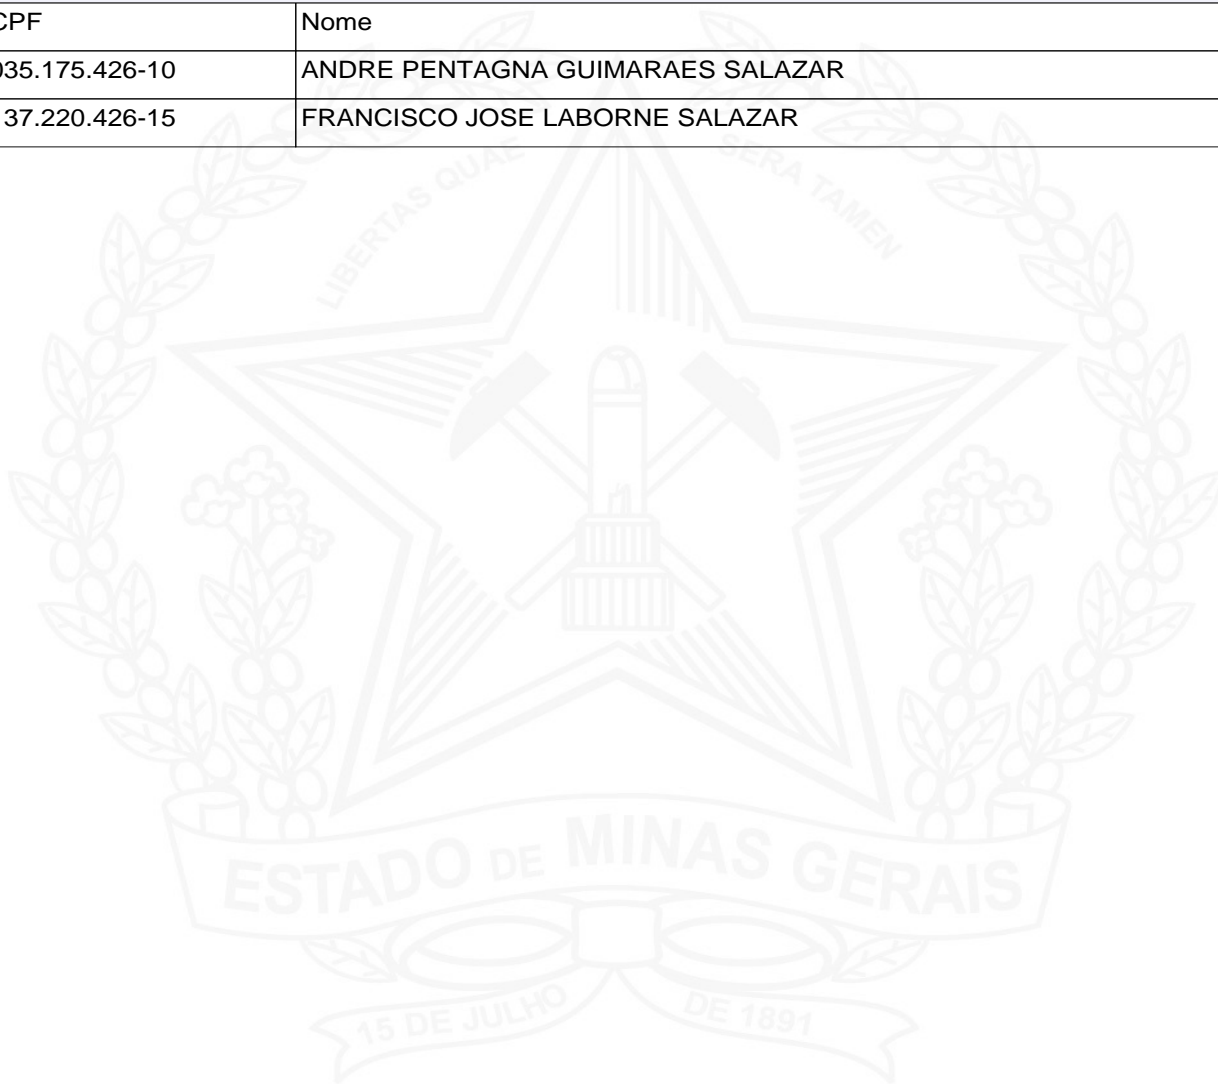 CPF Nome
035.175.426-10 ANDRE PENTAGNA GUIMARAES SALAZAR
137.220.426-15 FRANCISCO JOSE LABORNE SALAZAR
LIBERTAS QUAE SERA TAMEN
ESTADO DE MINAS GERAIS
15 DE JULHO DE 1891